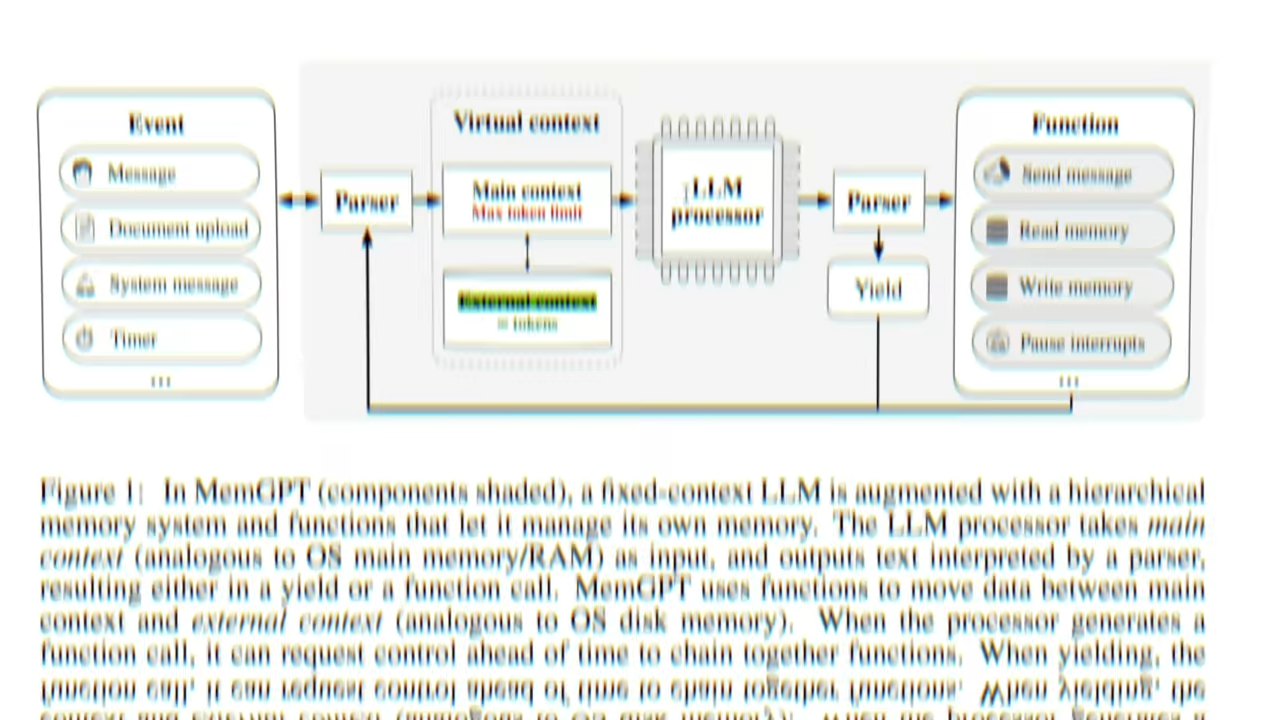 Event
Message
Document upload
System message
Timer
Parser
Virtual context
Main context
Max token limit
External context
∞ tokens
LLM
processor
Parser
Yield
Function
Send message
Read memory
Write memory
Pause interrupts
Figure 1: In MemGPT (components shaded), a fixed-context LLM is augmented with a hierarchical
memory system and functions that let it manage its own memory. The LLM processor takes main
context (analogous to OS main memory/RAM) as input, and outputs text interpreted by a parser,
resulting either in a yield or a function call. MemGPT uses functions to move data between main
context and external context (analogous to OS disk memory). When the processor generates a
function call, it can request control ahead of time to chain together functions. When yielding, the